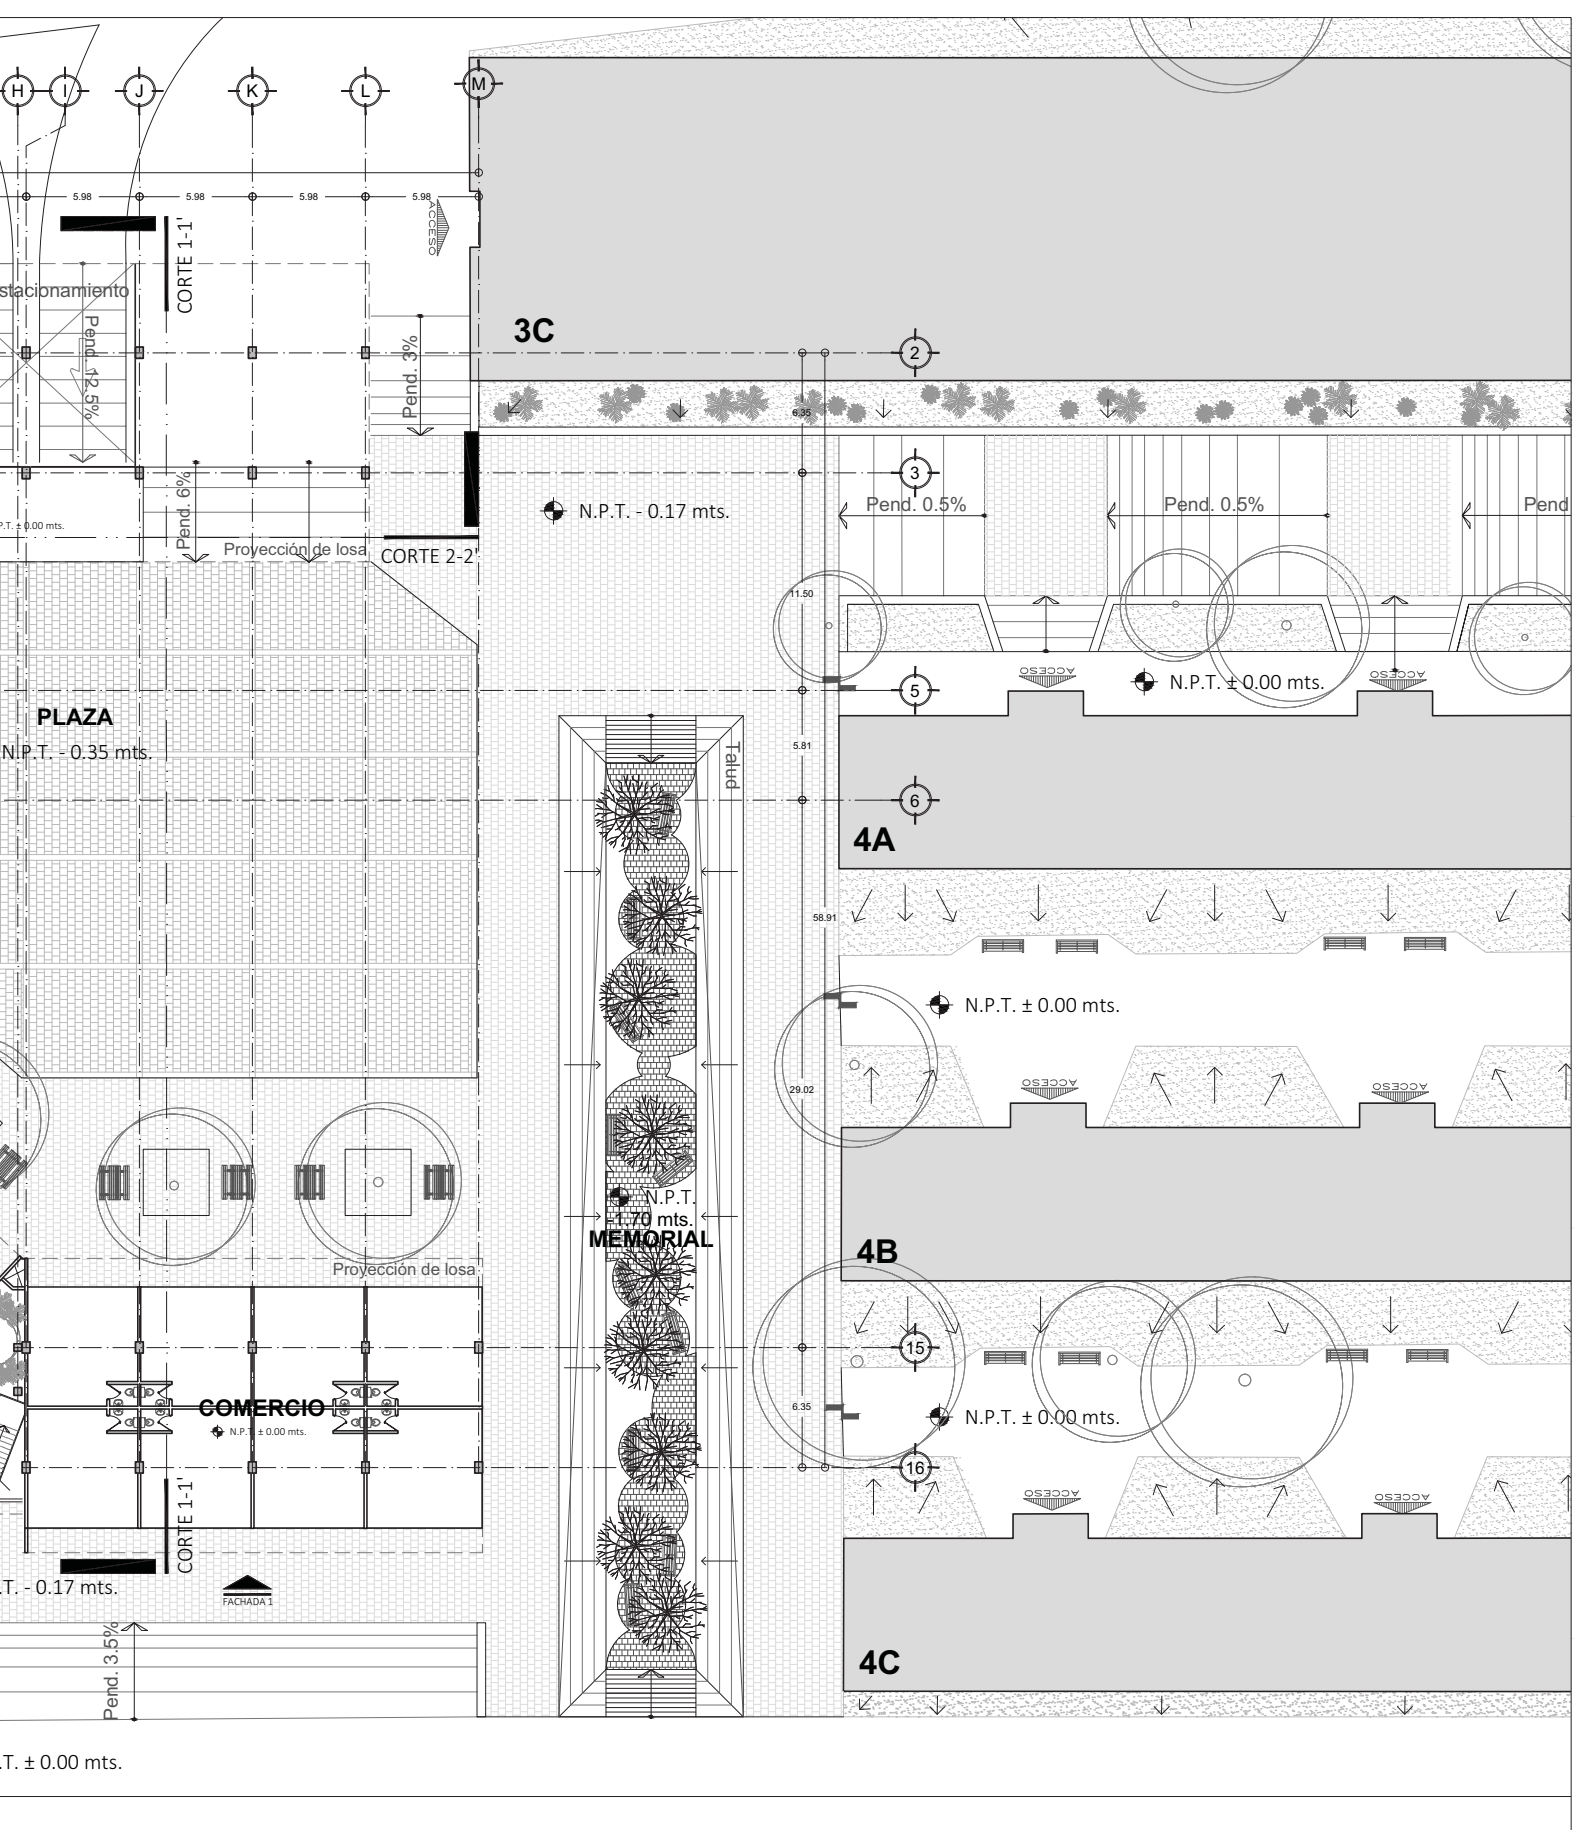 H I J K L M
5.98 5.98 5.98 5.98
ACCESO
CORTE 1-1'
stacionamiento
Pend. 12.5%
Pend. 3%
3C
2
6.35
3
Pend. 6%
N.P.T. - 0.17 mts.
Pend. 0.5%
Pend. 0.5%
Pend
P.T. ± 0.00 mts.
Proyección de losa
CORTE 2-2'
11.50
ACCESO
ACCESO
N.P.T. ± 0.00 mts.
5
PLAZA
N.P.T. - 0.35 mts.
Talud
5.81
6
4A
58.91
N.P.T. ± 0.00 mts.
29.02
ACCESO
ACCESO
N.P.T.
-1.70 mts.
MEMORIAL
4B
Proyección de losa
15
COMERCIO
N.P.T. ± 0.00 mts.
6.35
N.P.T. ± 0.00 mts.
16
ACCESO
ACCESO
CORTE 1-1'
.T. - 0.17 mts.
FACHADA 1
Pend. 3.5%
4C
.T. ± 0.00 mts.